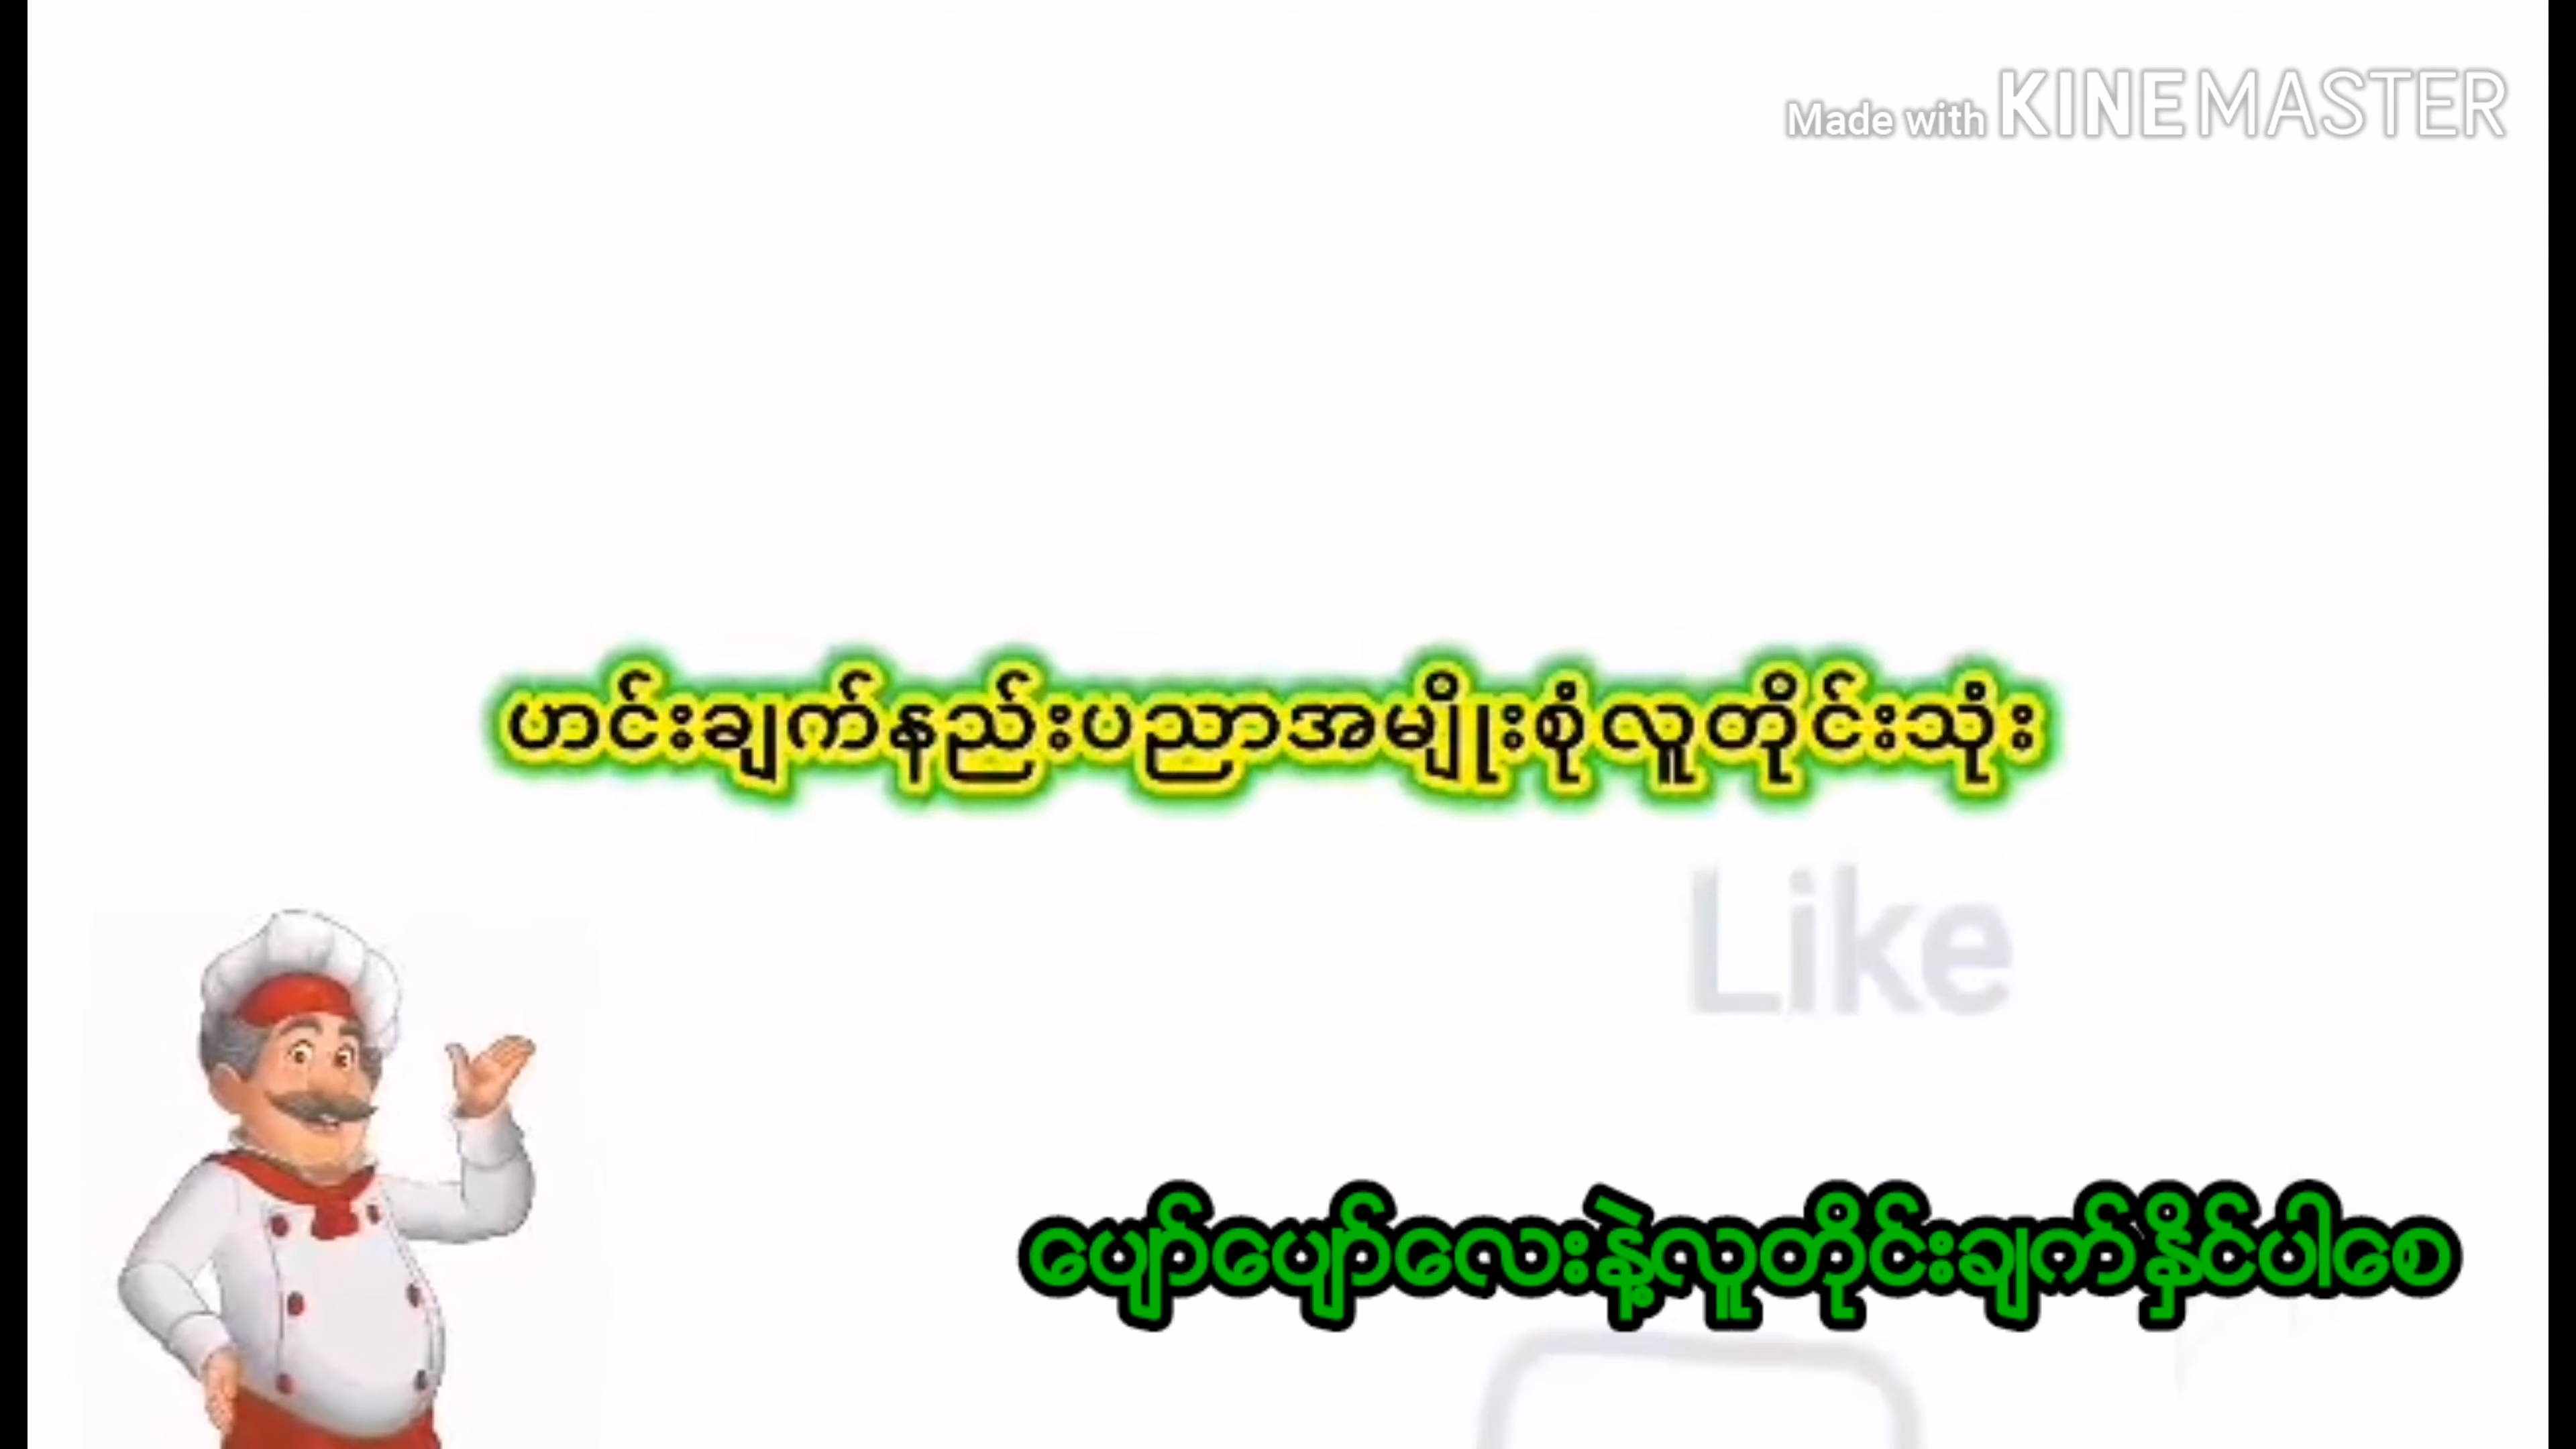 Made with KINEMASTER
ဟင်းချက်နည်းပညာအမျိုးစုံလူတိုင်းသုံး
Like
ပျော်ပျော်လေးနဲ့လူတိုင်းချက်နှိင်ပါစေ